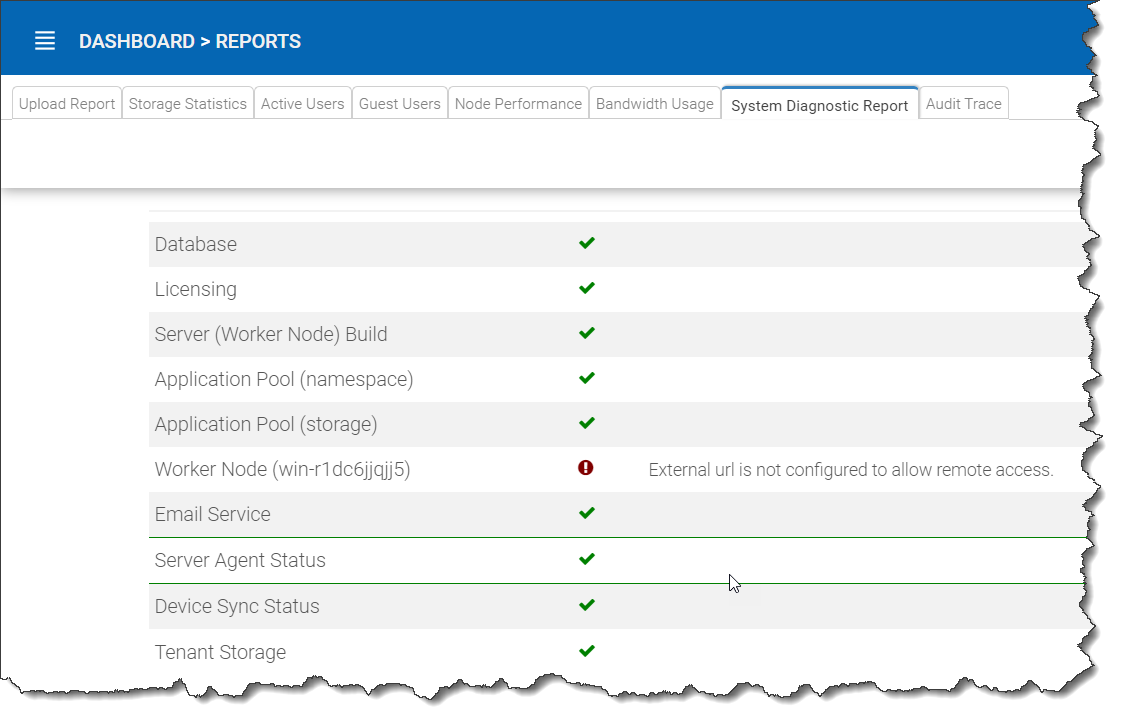 DASHBOARD > REPORTS
Upload Report Storage Statistics Active Users Guest Users Node Performance Bandwidth Usage System Diagnostic Report Audit Trace
Database
Licensing
Server (Worker Node) Build
Application Pool (namespace)
Application Pool (storage)
Worker Node (win-r1dc6jjqjj5) External url is not configured to allow remote access.
Email Service
Server Agent Status
Device Sync Status
Tenant Storage